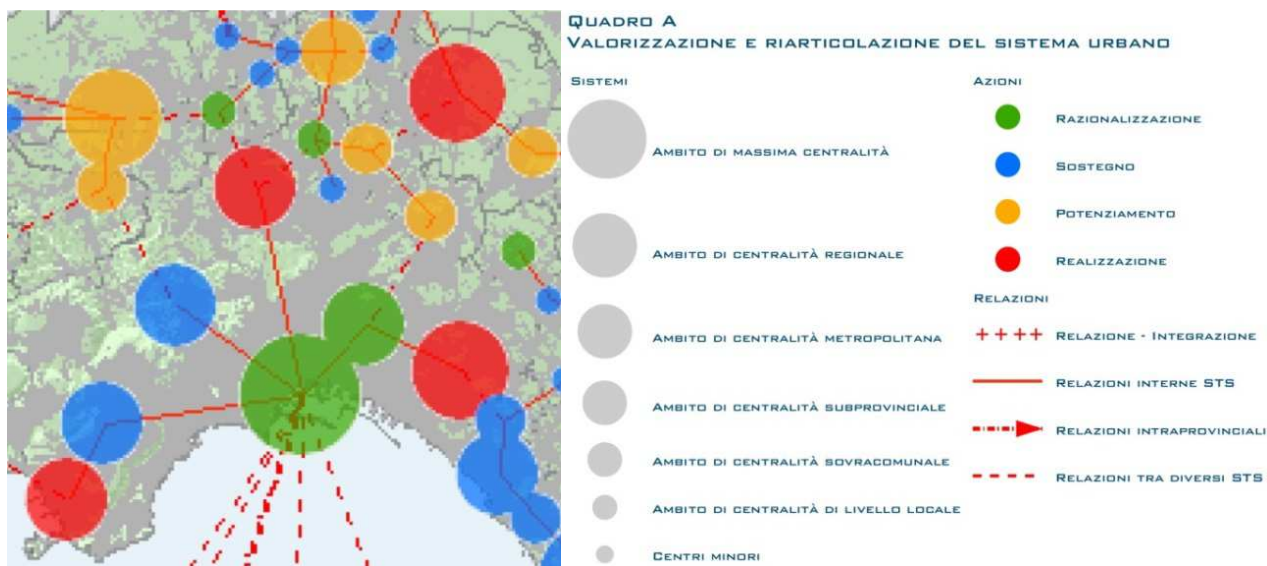 QUADRO A
VALORIZZAZIONE E RIARTICOLAZIONE DEL SISTEMA URBANO
SISTEMI
AMBITO DI MASSIMA CENTRALITÀ
AMBITO DI CENTRALITÀ REGIONALE
AMBITO DI CENTRALITÀ METROPOLITANA
AMBITO DI CENTRALITÀ SUBPROVINCIALE
AMBITO DI CENTRALITÀ SOVRACOMUNALE
AMBITO DI CENTRALITÀ DI LIVELLO LOCALE
CENTRI MINORI
AZIONI
RAZIONALIZZAZIONE
SOSTEGNO
POTENZIAMENTO
REALIZZAZIONE
RELAZIONI
RELAZIONE - INTEGRAZIONE
RELAZIONI INTERNE STS
RELAZIONI INTRAPROVINCIALI
RELAZIONI TRA DIVERSI STS